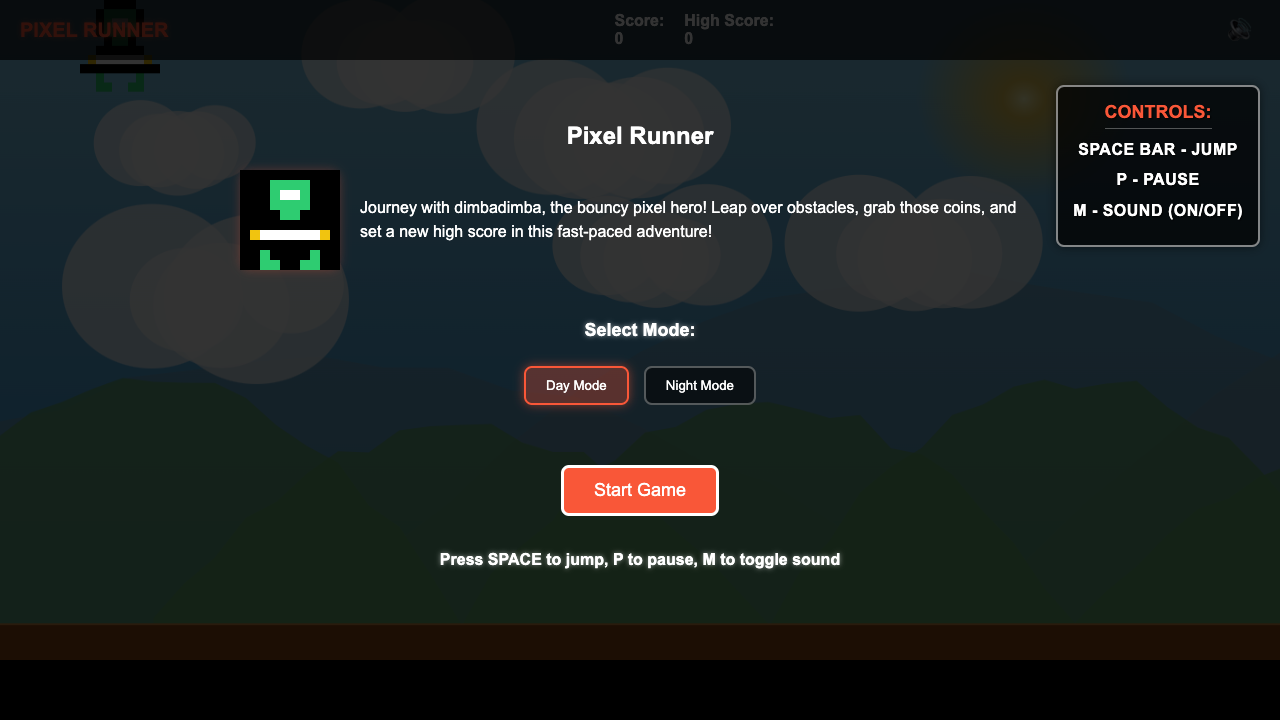 PIXEL RUNNER
Score:
0
High Score:
0
CONTROLS:
SPACE BAR - JUMP
P - PAUSE
M - SOUND (ON/OFF)
Pixel Runner
Journey with dimbadimba, the bouncy pixel hero! Leap over obstacles, grab those coins, and
set a new high score in this fast-paced adventure!
Select Mode:
Day Mode
Night Mode
Start Game
Press SPACE to jump, P to pause, M to toggle sound